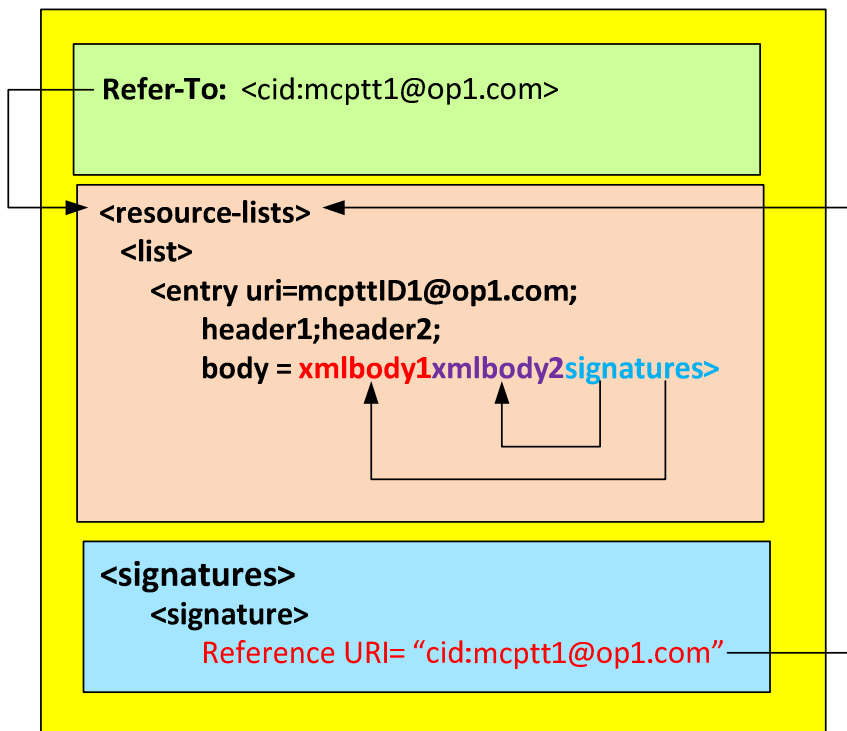 Refer-To: <cid:mcptt1@op1.com>
<resource-lists>
<list>
<entry uri=mcpttID1@op1.com;
header1;header2;
body = xmlbody1xmlbody2signatures>
<signatures>
<signature>
Reference URI= “cid:mcptt1@op1.com”